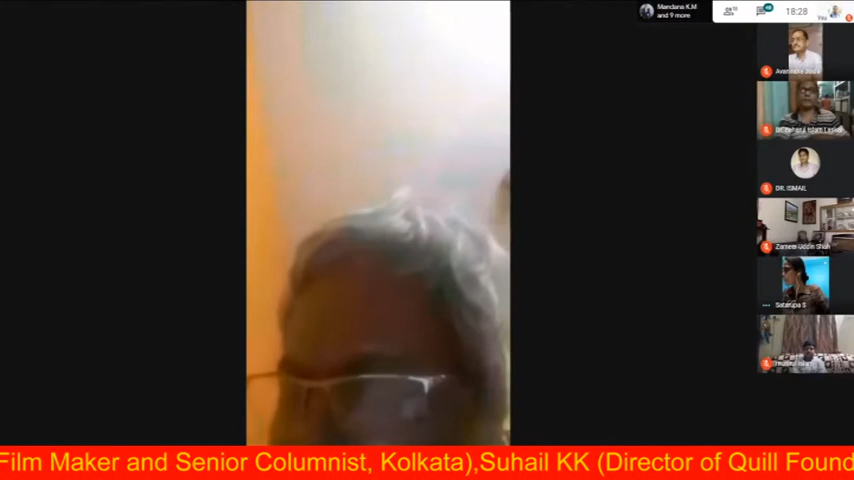 Mandana K.M
and 9 more
18:28
You
DR. ISMAIL
Zameer Uddin Shah
Satarupa S
Film Maker and Senior Columnist, Kolkata),Suhail KK (Director of Quill Found